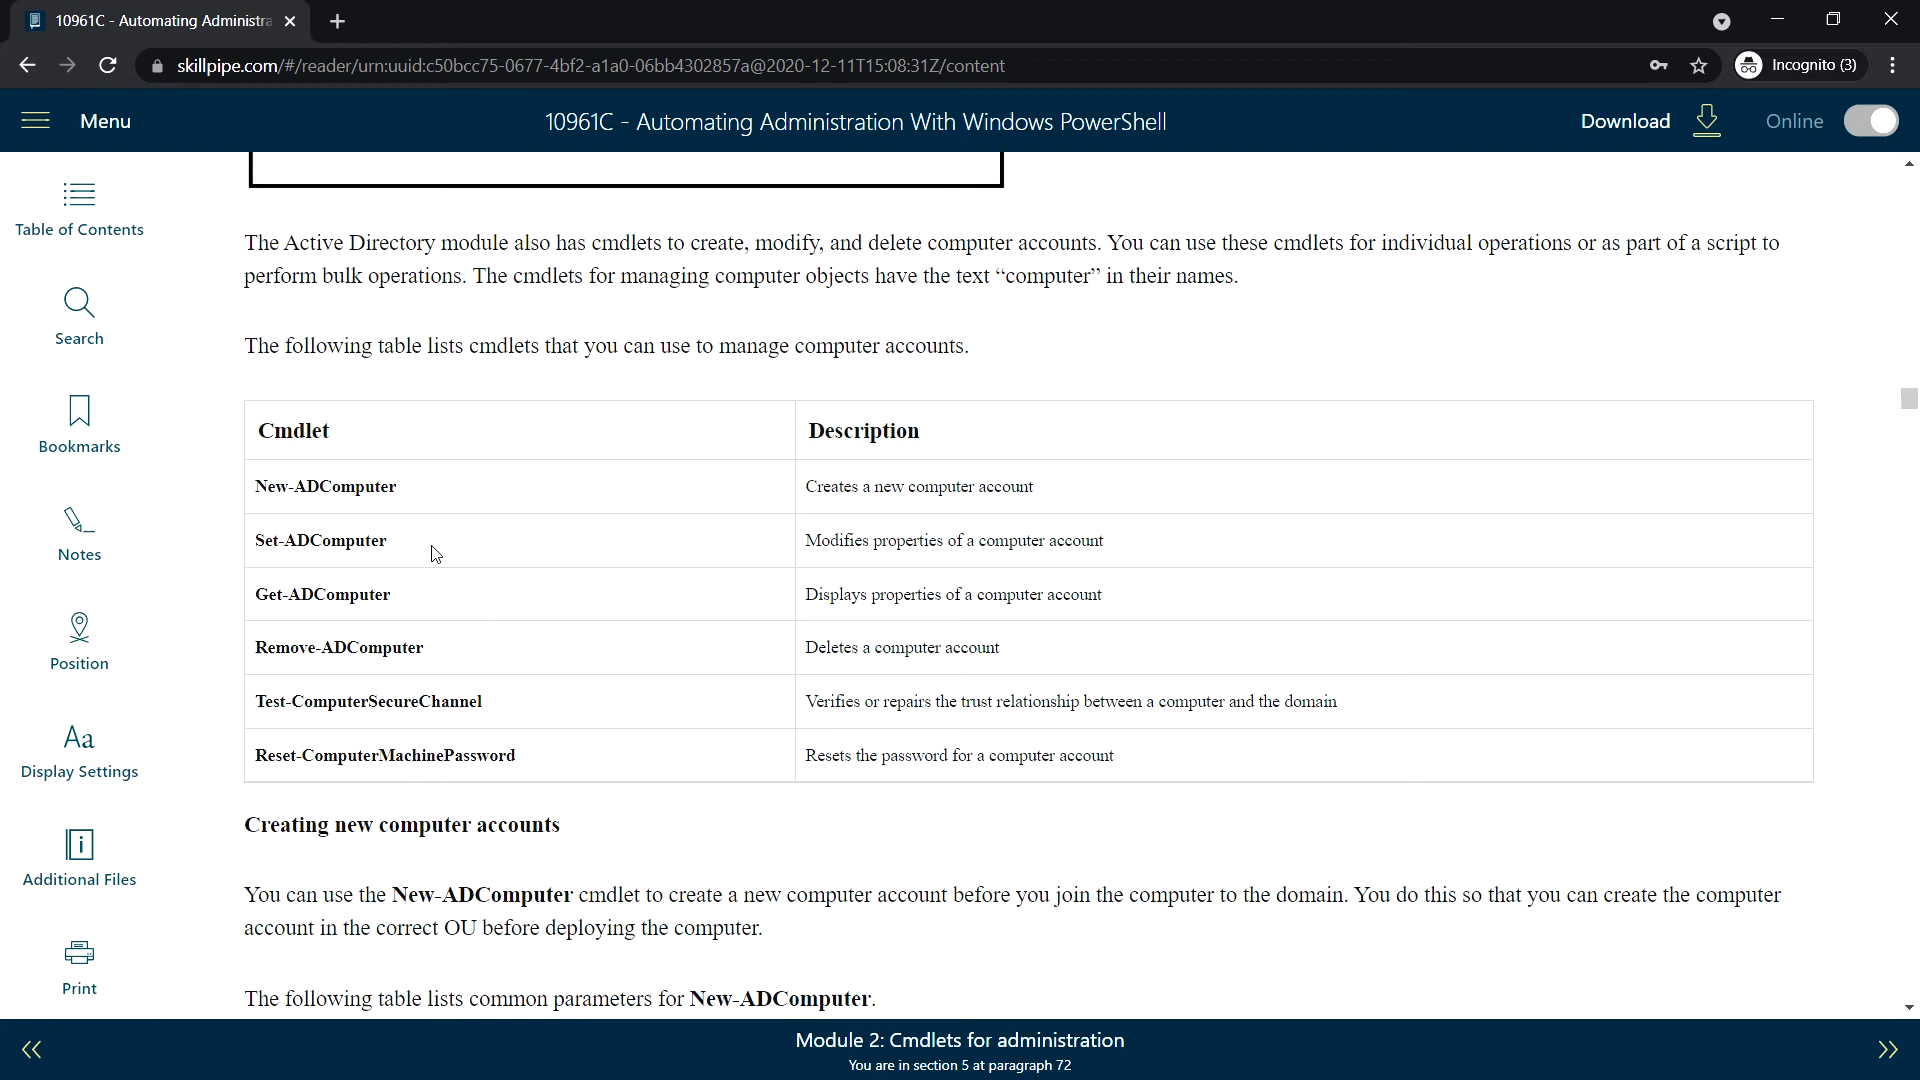 10961C - Automating Administra
skillpipe.com/#/reader/urn:uuid:c50bcc75-0677-4bf2-a1a0-06bb4302857a@2020-12-11T15:08:31Z/content
Incognito (3)
Menu
10961C - Automating Administration With Windows PowerShell
Download
Online
Table of Contents
Search
Bookmarks
Notes
Position
Aa
Display Settings
Additional Files
Print
The Active Directory module also has cmdlets to create, modify, and delete computer accounts. You can use these cmdlets for individual operations or as part of a script to
perform bulk operations. The cmdlets for managing computer objects have the text “computer” in their names.
The following table lists cmdlets that you can use to manage computer accounts.
Cmdlet Description
New-ADComputer Creates a new computer account
Set-ADComputer Modifies properties of a computer account
Get-ADComputer Displays properties of a computer account
Remove-ADComputer Deletes a computer account
Test-ComputerSecureChannel Verifies or repairs the trust relationship between a computer and the domain
Reset-ComputerMachinePassword Resets the password for a computer account
Creating new computer accounts
You can use the New-ADComputer cmdlet to create a new computer account before you join the computer to the domain. You do this so that you can create the computer
account in the correct OU before deploying the computer.
The following table lists common parameters for New-ADComputer.
Module 2: Cmdlets for administration
You are in section 5 at paragraph 72